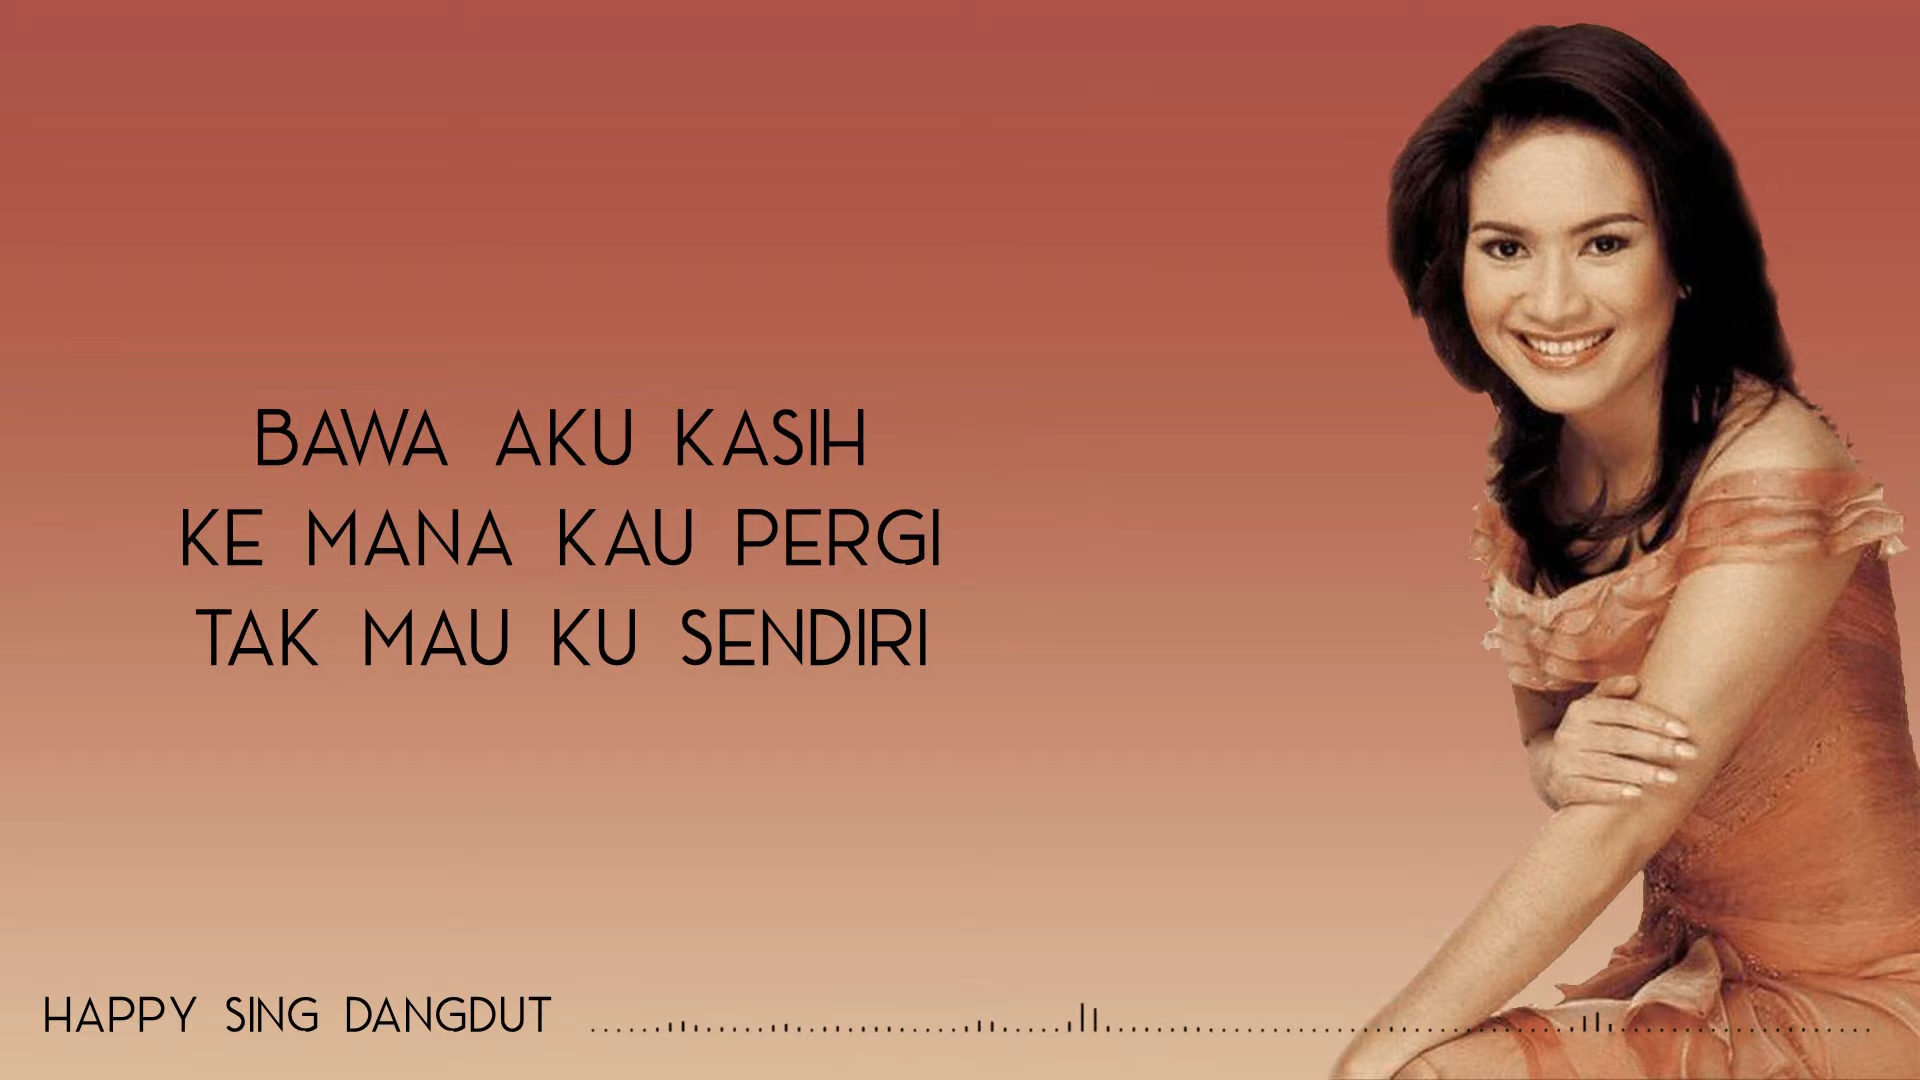 BAWA AKU KASIH
KE MANA KAU PERGI
TAK MAU KU SENDIRI
HAPPY SING DANGDUT